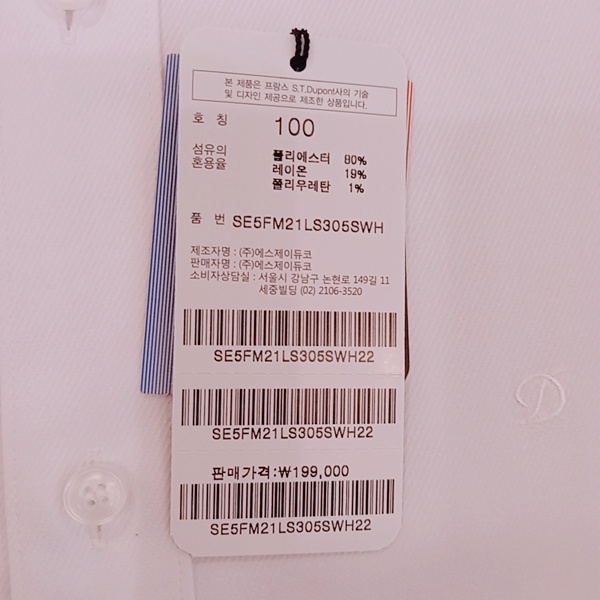 본 제품은 프랑스 S.T.Dupont사의 기술
및 디자인 제공으로 제조한 상품입니다.
호 칭 100
섬유의 폴리에스터 80%
혼용율 레이온 19%
폴리우레탄 1%
품 번 SE5FM21LS305SWH
제조자명 : (주)에스제이듀코
판매자명 : (주)에스제이듀코
소비자상담실 : 서울시 강남구 논현로 149길 11
세중빌딩 (02) 2106-3520
SE5FM21LS305SWH22
SE5FM21LS305SWH22
판매가격:₩199,000
SE5FM21LS305SWH22
D